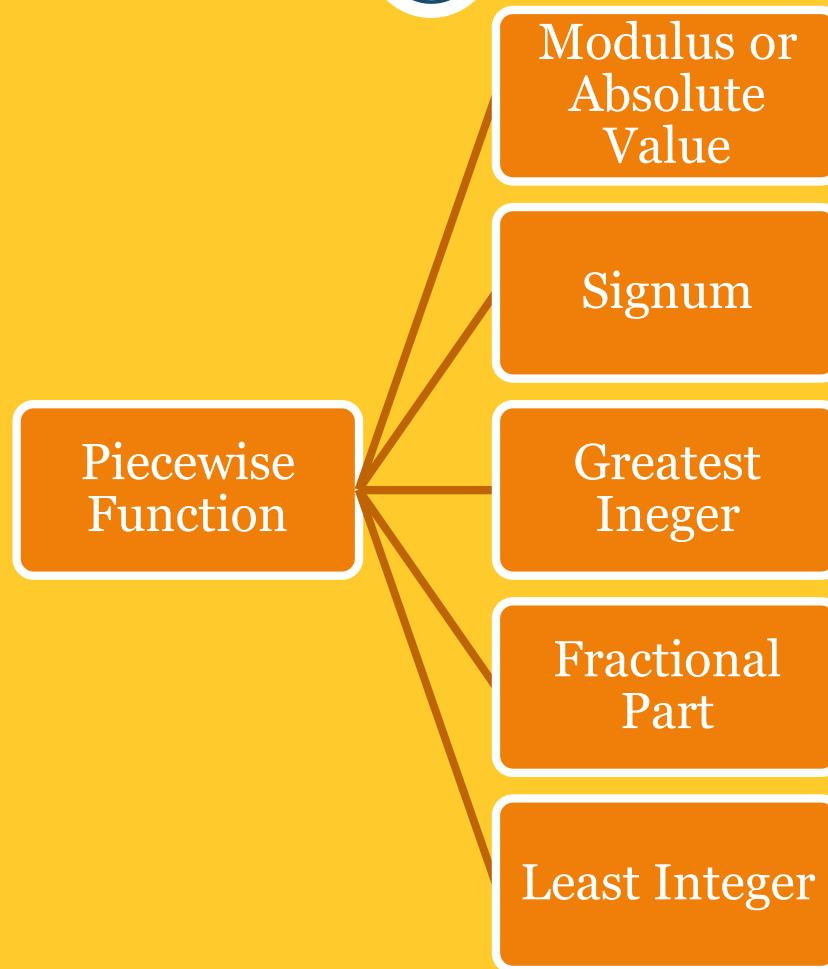 Modulus or
Absolute
Value
Signum
Piecewise
Function
Greatest
Ineger
Fractional
Part
Least Integer